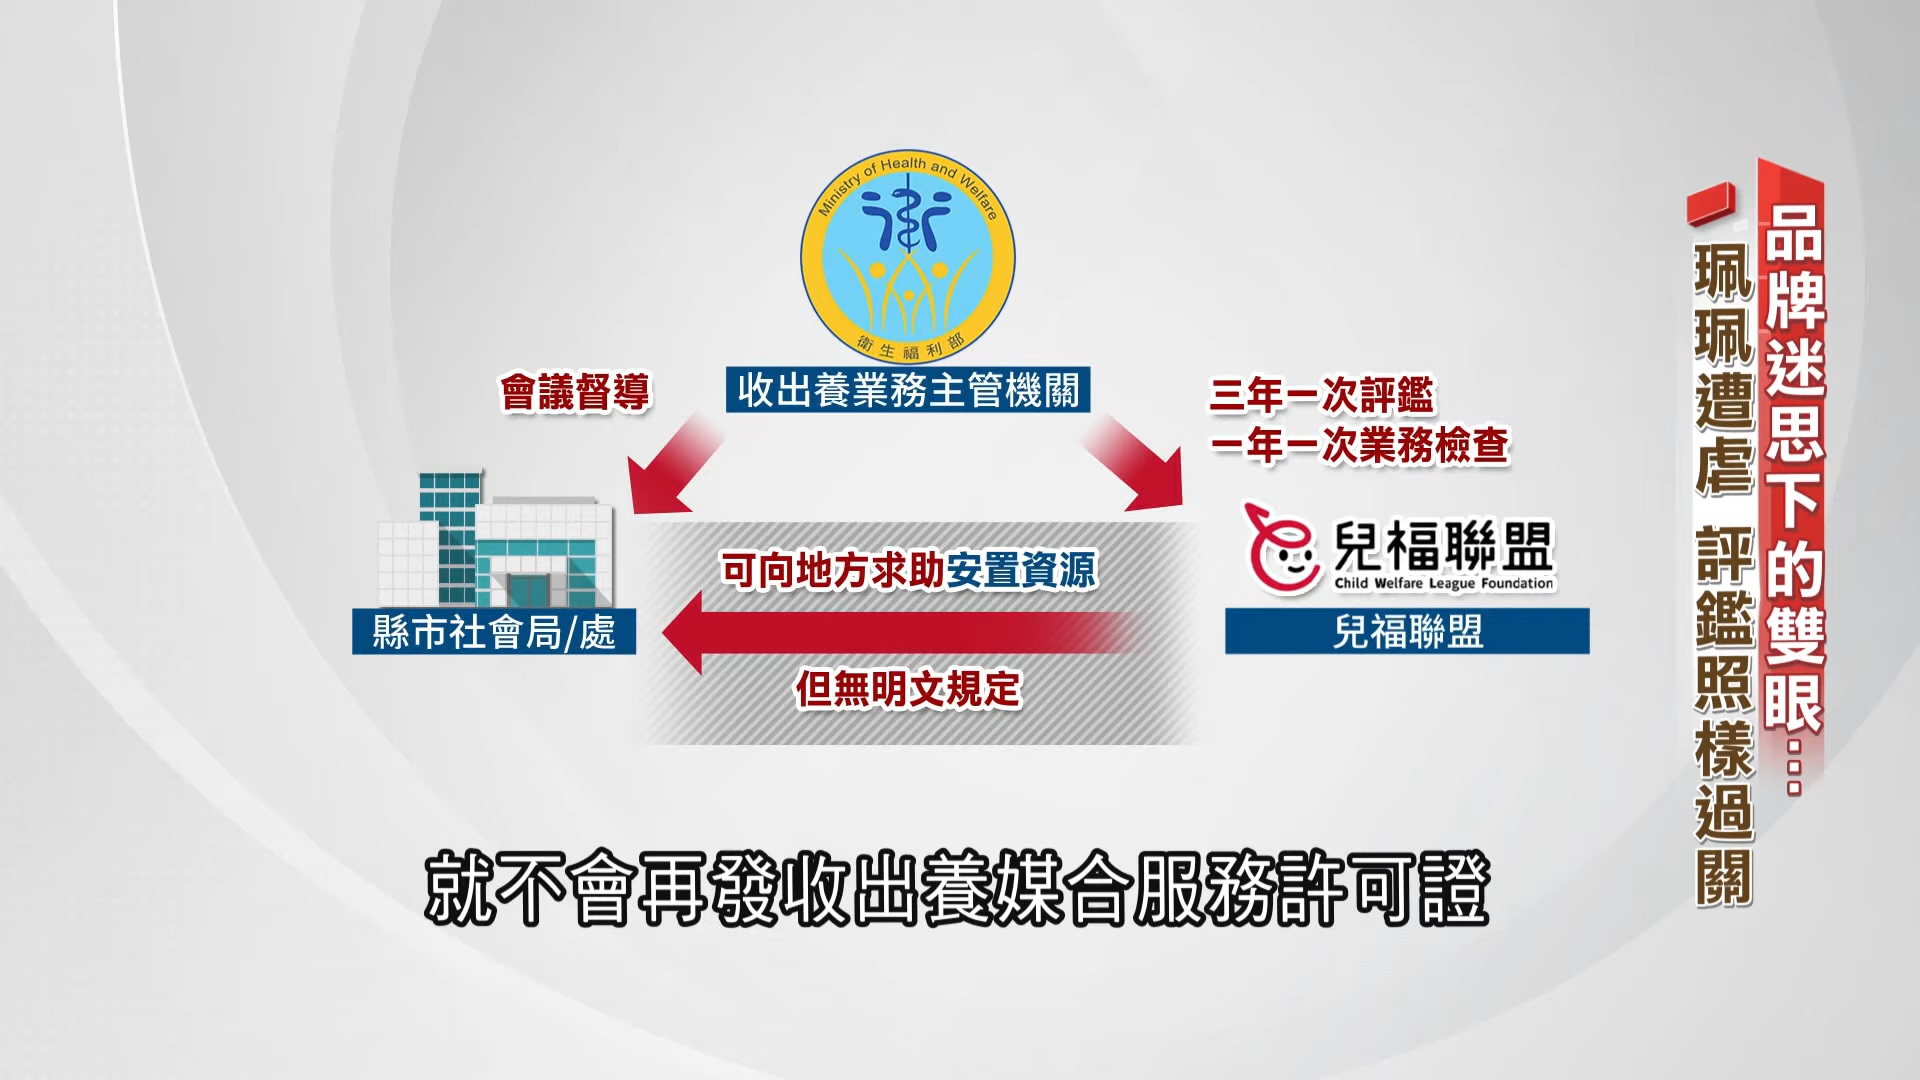 Ministry of Health and Welfare
衛生福利部
收出養業務主管機關
會議督導
三年一次評鑑
一年一次業務檢查
兒福聯盟
Child Welfare League Foundation
兒福聯盟
縣市社會局/處
可向地方求助安置資源
但無明文規定
品牌迷思下的雙眼…
珮珮遭虐 評鑑照樣過關
就不會再發收出養媒合服務許可證